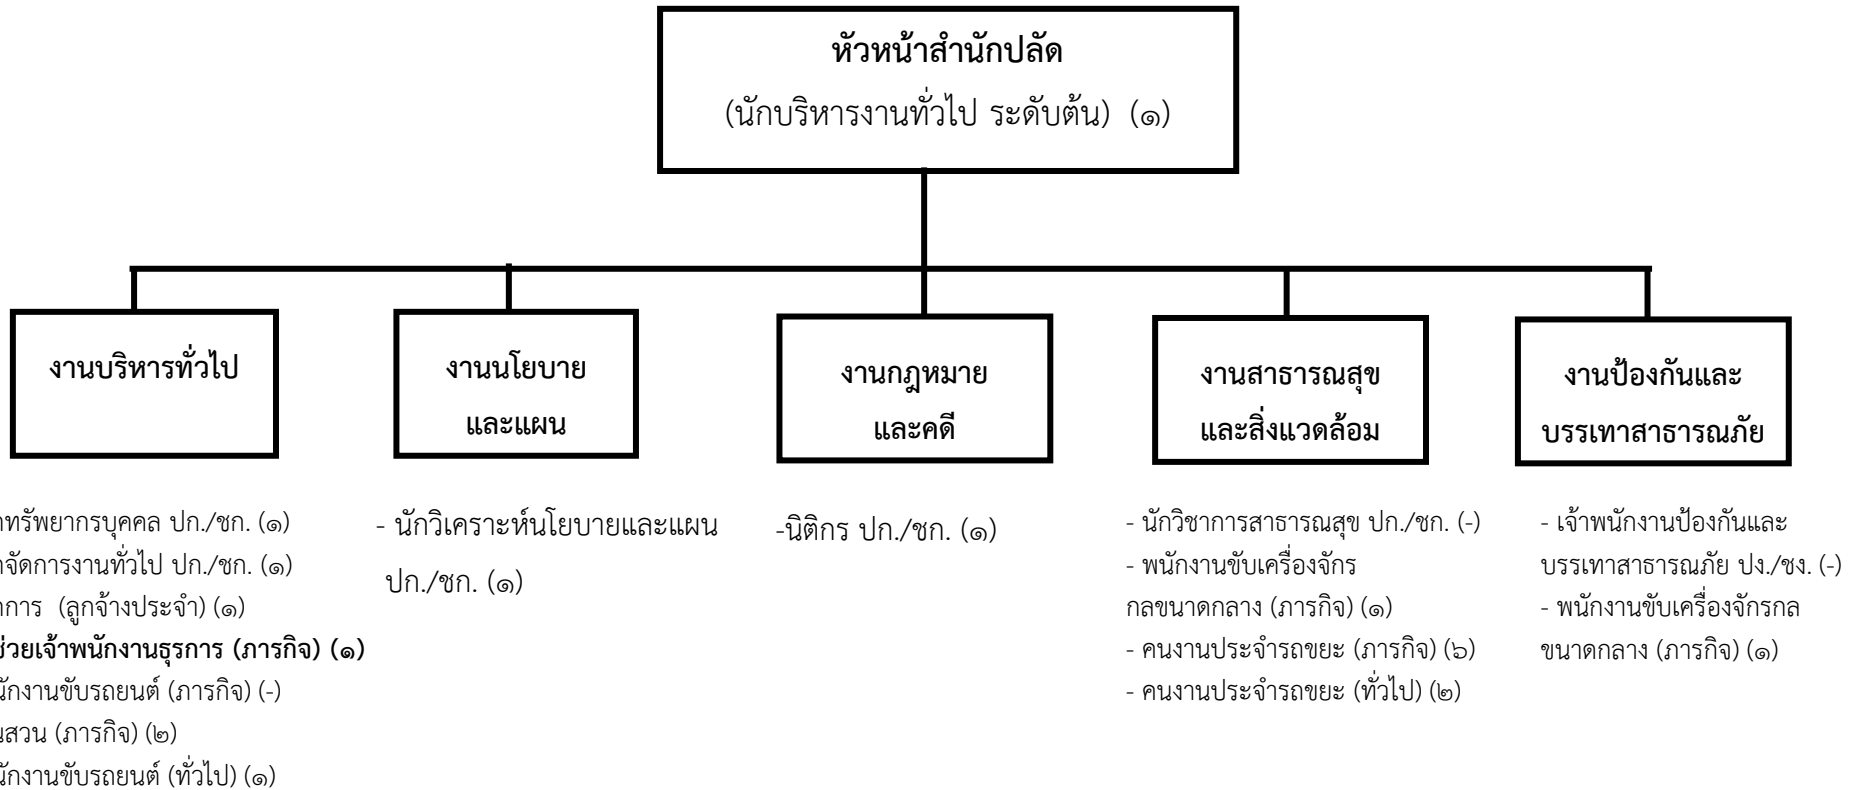 หัวหน้าสำนักปลัด
(นักบริหารงานทั่วไป ระดับต้น) (๑)
งานบริหารทั่วไป
งานนโยบาย
และแผน
งานกฎหมาย
และคดี
งานสาธารณสุข
และสิ่งแวดล้อม
งานป้องกันและ
บรรเทาสาธารณภัย
ทรัพยากรบุคคล ปก./ชก. (๑)
จัดการงานทั่วไป ปก./ชก. (๑)
การ (ลูกจ้างประจำ) (๑)
ช่วยเจ้าพนักงานธุรการ (ภารกิจ) (๑)
นักงานขับรถยนต์ (ภารกิจ) (-)
สวน (ภารกิจ) (๒)
นักงานขับรถยนต์ (ทั่วไป) (๑)
- นักวิเคราะห์นโยบายและแผน
ปก./ชก. (๑)
-นิติกร ปก./ชก. (๑)
- นักวิชาการสาธารณสุข ปก./ชก. (-)
- พนักงานขับเครื่องจักร
กลขนาดกลาง (ภารกิจ) (๑)
- คนงานประจำรถขยะ (ภารกิจ) (๖)
- คนงานประจำรถขยะ (ทั่วไป) (๒)
- เจ้าพนักงานป้องกันและ
บรรเทาสาธารณภัย ปง./ชง. (-)
- พนักงานขับเครื่องจักรกล
ขนาดกลาง (ภารกิจ) (๑)